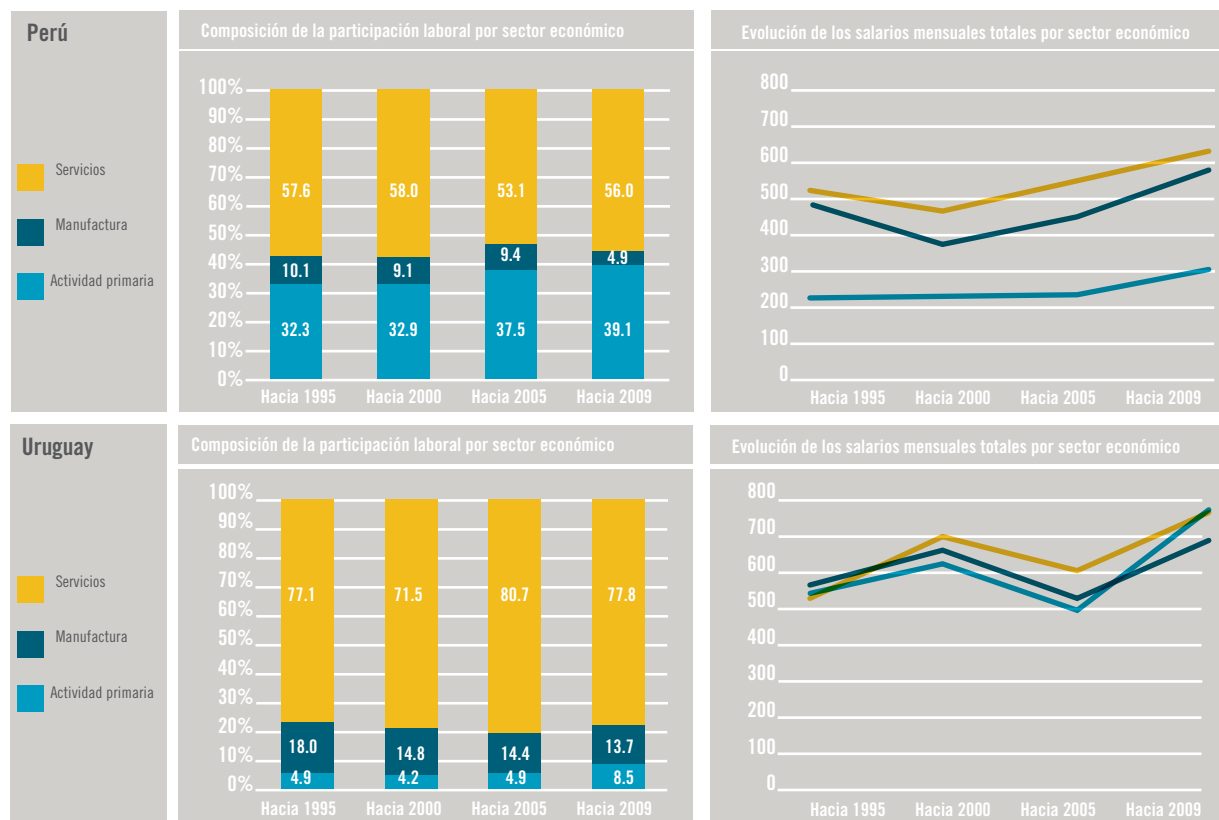 Perú
Servicios
Manufactura
Actividad primaria
Composición de la participación laboral por sector económico
100%
90%
80%
70%
60%
50%
40%
30%
20%
10%
0%
57.6
58.0
53.1
56.0
10.1
9.1
9.4
4.9
32.3
32.9
37.5
39.1
Hacia 1995
Hacia 2000
Hacia 2005
Hacia 2009
Evolución de los salarios mensuales totales por sector económico
800
700
600
500
400
300
200
100
0
Hacia 1995
Hacia 2000
Hacia 2005
Hacia 2009
Uruguay
Servicios
Manufactura
Actividad primaria
Composición de la participación laboral por sector económico
100%
90%
80%
70%
60%
50%
40%
30%
20%
10%
0%
77.1
71.5
80.7
77.8
18.0
14.8
14.4
13.7
4.9
4.2
4.9
8.5
Hacia 1995
Hacia 2000
Hacia 2005
Hacia 2009
Evolución de los salarios mensuales totales por sector económico
800
700
600
500
400
300
200
100
0
Hacia 1995
Hacia 2000
Hacia 2005
Hacia 2009